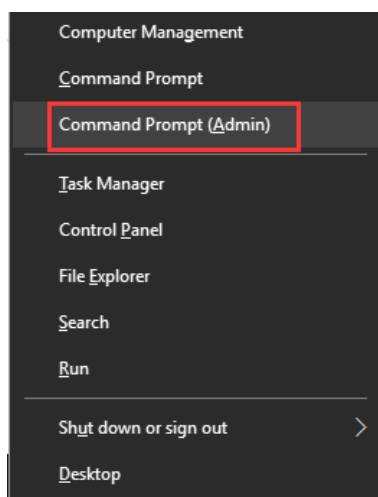 Computer Management
Command Prompt
Command Prompt (Admin)
Task Manager
Control Panel
File Explorer
Search
Run
Shut down or sign out
Desktop